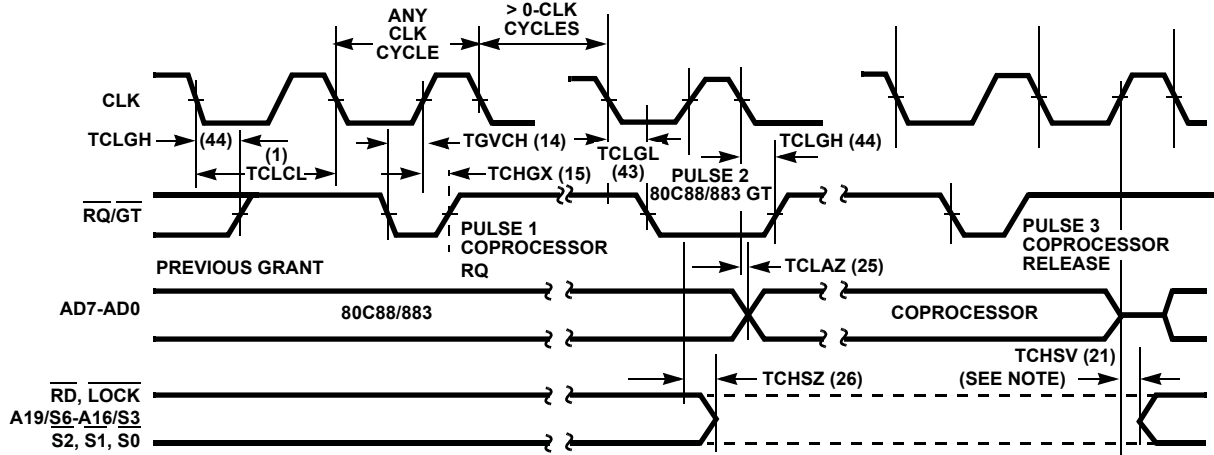 ANY
CLK
CYCLE
> 0-CLK
CYCLES
CLK
TCLGH
(44)
(1)
TCLCL
TGVCH (14)
TCHGX (15)
TCLGL
(43)
TCLGH (44)
PULSE 2
80C88/883 GT
RQ/GT
PREVIOUS GRANT
PULSE 1
COPROCESSOR
RQ
PULSE 3
COPROCESSOR
RELEASE
TCLAZ (25)
AD7-AD0
80C88/883
COPROCESSOR
TCHSZ (26)
TCHSV (21)
(SEE NOTE)
RD, LOCK
A19/S6-A16/S3
S2, S1, S0